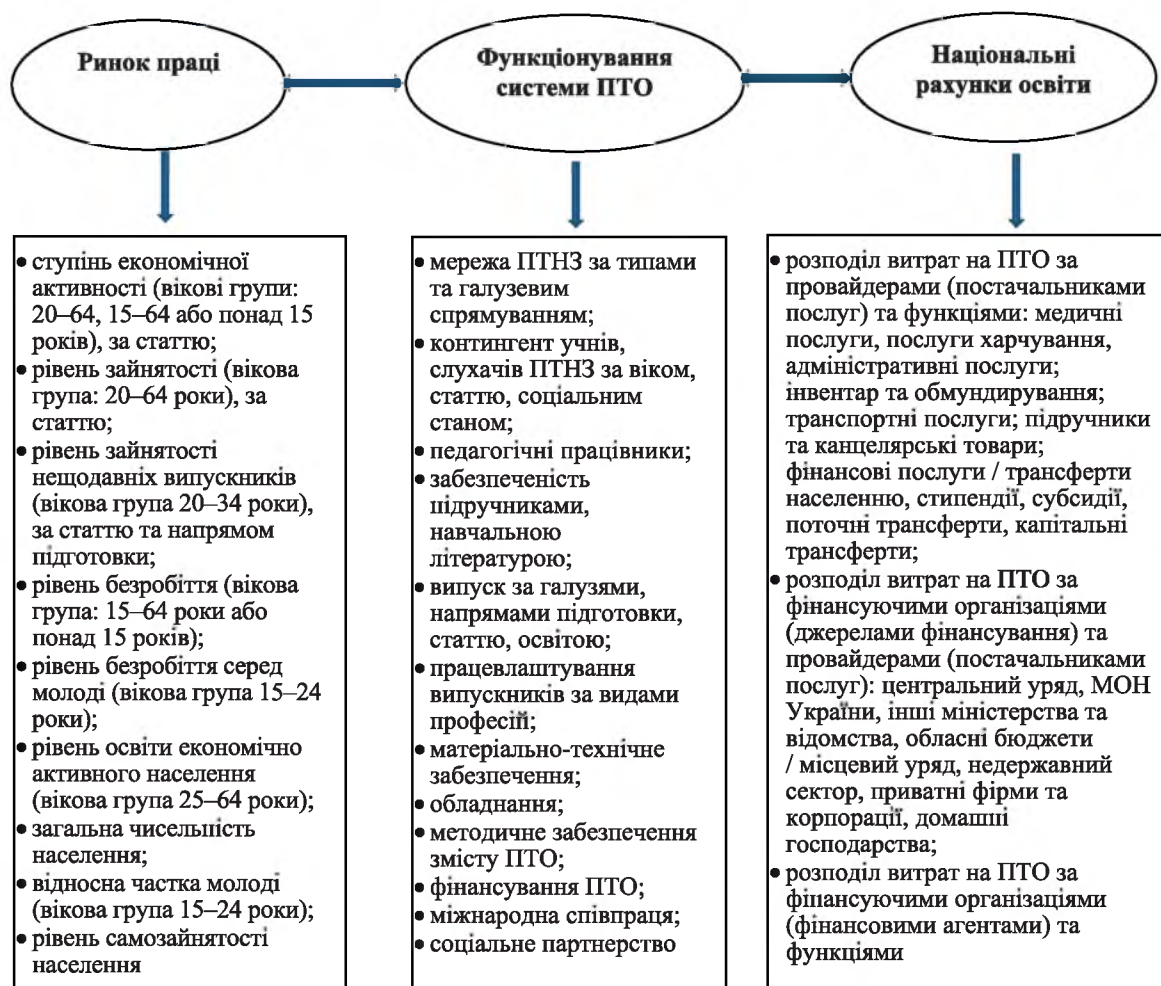 Ринок праці
Функціонування
системи ПТО
Національні
рахунки освіти
• ступінь економічної
активності (вікові групи:
20–64, 15–64 або понад 15
років), за статтю;
• рівень зайнятості (вікова
група: 20–64 роки), за
статтю;
• рівень зайнятості
нещодавніх випускників
(вікова група 20–34 роки),
за статтю та напрямом
підготовки;
• рівень безробіття (вікова
група: 15–64 роки або
понад 15 років);
• рівень безробіття серед
молоді (вікова група 15–24
роки);
• рівень освіти економічно
активного населення
(вікова група 25–64 роки);
• загальна чисельність
населення;
• відносна частка молоді
(вікова група 15–24 роки);
• рівень самозайнятості
населення
• мережа ПТНЗ за типами
та галузевим
спрямуванням;
• контингент учнів,
слухачів ПТНЗ за віком,
статтю, соціальним
станом;
• педагогічні працівники;
• забезпеченість
підручниками,
навчальною
літературою;
• випуск за галузями,
напрямами підготовки,
статтю, освітою;
• працевлаштування
випускників за видами
професій;
• матеріально-технічне
забезпечення;
• обладнання;
• методичне забезпечення
змісту ПТО;
• фінансування ПТО;
• міжнародна співпраця;
• соціальне партнерство
• розподіл витрат на ПТО за
провайдерами (постачальниками
послуг) та функціями: медичні
послуги, послуги харчування,
адміністративні послуги;
інвентар та обмундирування;
транспортні послуги; підручники
та канцелярські товари;
фінансові послуги / трансферти
населенню, стипендії, субсидії,
поточні трансферти, капітальні
трансферти;
• розподіл витрат на ПТО за
фінансуючими організаціями
(джерелами фінансування) та
провайдерами (постачальниками
послуг): центральний уряд, МОН
України, інші міністерства та
відомства, обласні бюджети
/ місцевий уряд, недержавний
сектор, приватні фірми та
корпорації, домашні
господарства;
• розподіл витрат на ПТО за
фінансуючими організаціями
(фінансовими агентами) та
функціями